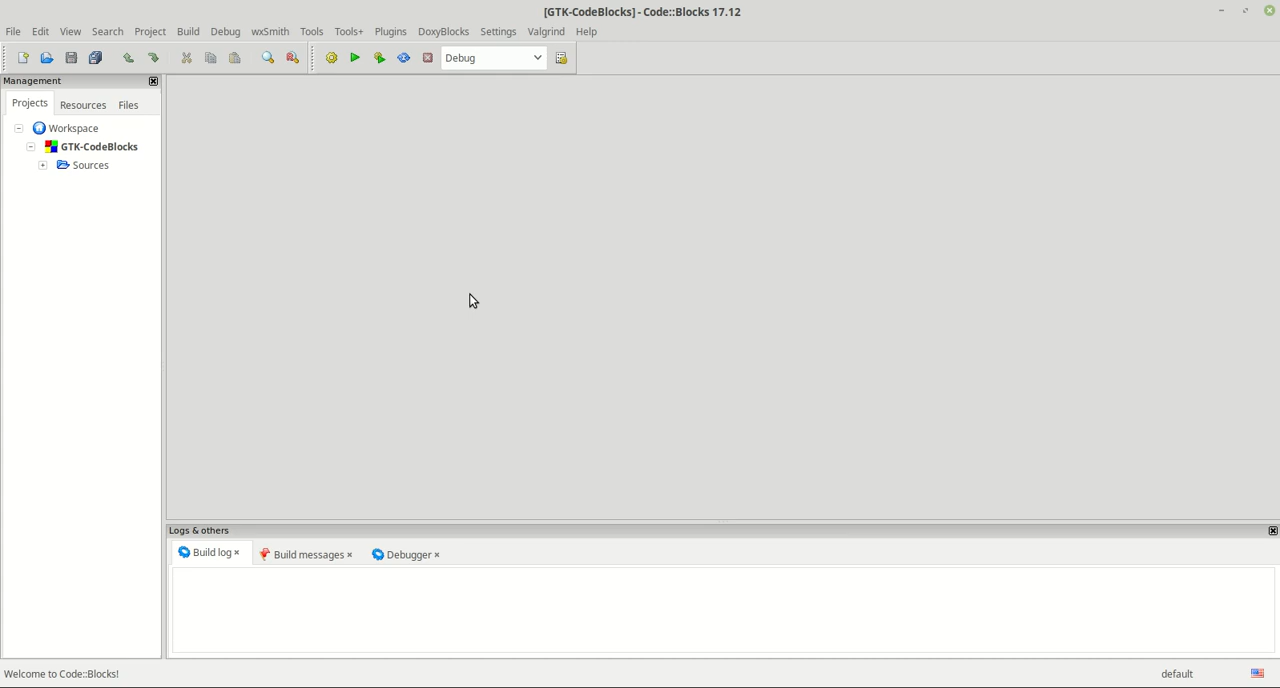 [GTK-CodeBlocks] - Code::Blocks 17.12
File Edit View Search Project Build Debug wxSmith Tools Tools+ Plugins DoxyBlocks Settings Valgrind Help
Debug
Management
Projects Resources Files
Workspace
GTK-CodeBlocks
Sources
Logs & others
Build log Build messages Debugger
Welcome to Code::Blocks! default